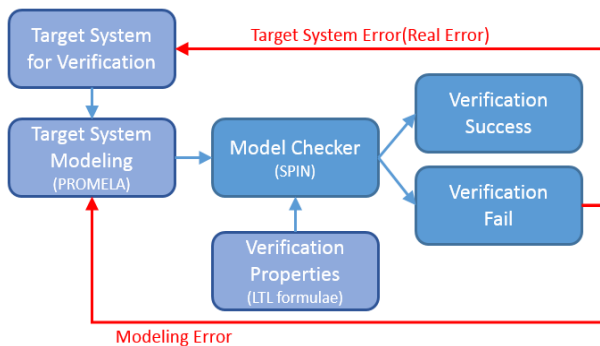 Target System
for Verification
Target System Error(Real Error)
Target System
Modeling
(PROMELA)
Model Checker
(SPIN)
Verification
Success
Verification
Fail
Verification
Properties
(LTL formulae)
Modeling Error